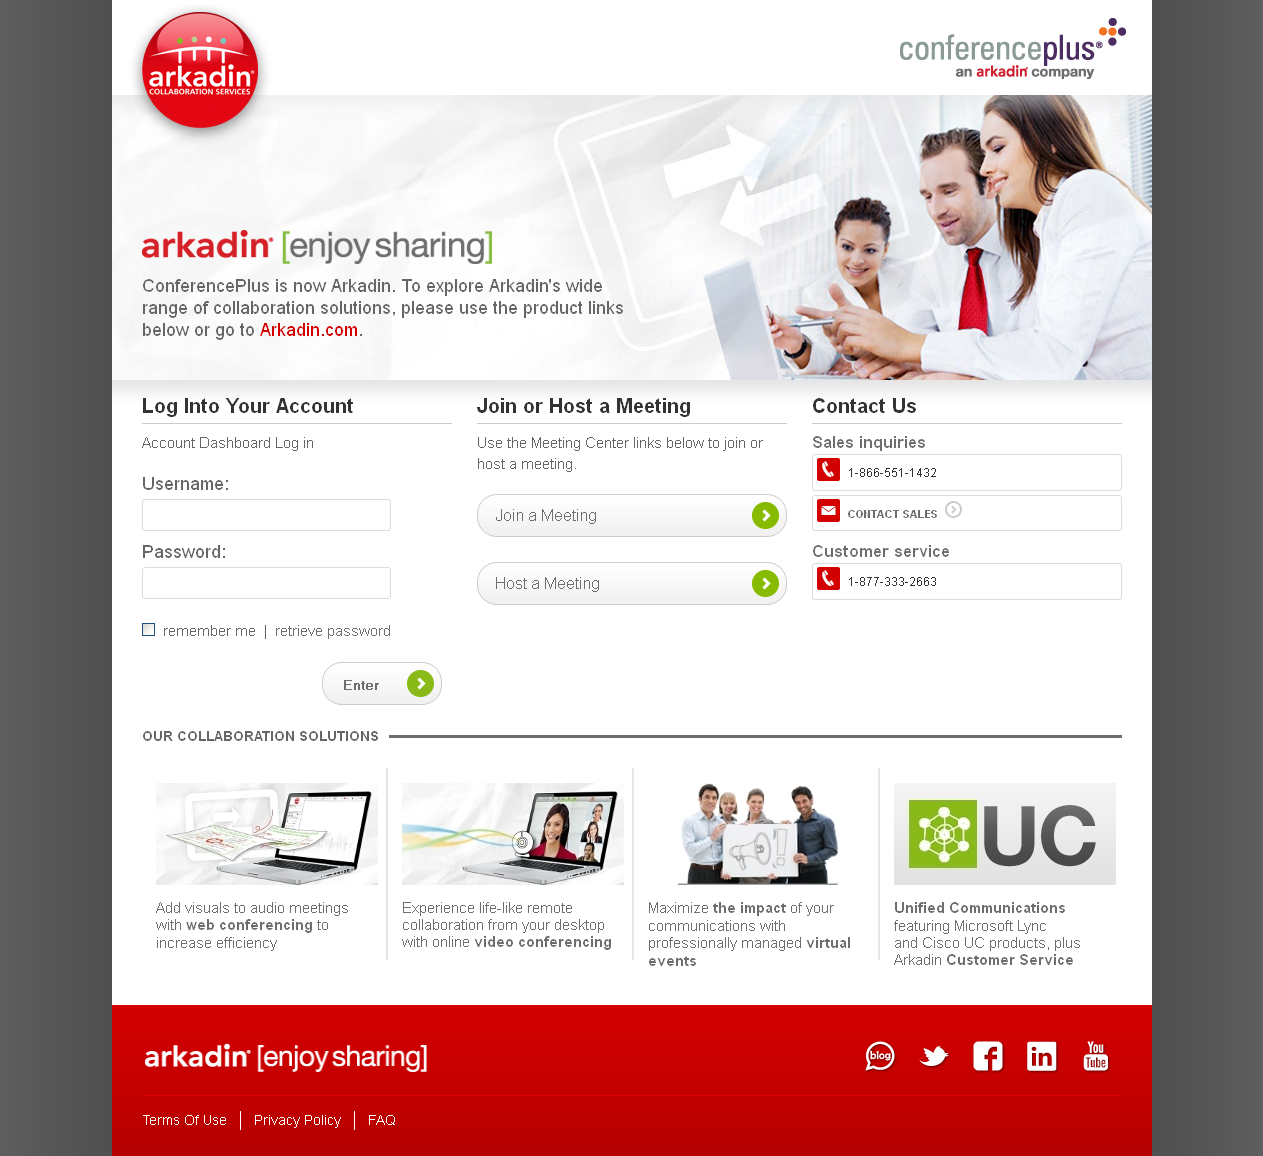 arkadin®
COLLABORATION SERVICES
conferenceplus®
an arkadin® company
arkadin® [enjoy sharing]
ConferencePlus is now Arkadin. To explore Arkadin's wide
range of collaboration solutions, please use the product links
below or go to Arkadin.com.
Log Into Your Account
Account Dashboard Log in
Username:
Password:
remember me | retrieve password
Enter
Join or Host a Meeting
Use the Meeting Center links below to join or
host a meeting.
Join a Meeting
Host a Meeting
Contact Us
Sales inquiries
1-866-551-1432
CONTACT SALES
Customer service
1-877-333-2663
OUR COLLABORATION SOLUTIONS
Add visuals to audio meetings
with web conferencing to
increase efficiency
Experience life-like remote
collaboration from your desktop
with online video conferencing
Maximize the impact of your
communications with
professionally managed virtual
events
UC
Unified Communications
featuring Microsoft Lync
and Cisco UC products, plus
Arkadin Customer Service
arkadin® [enjoy sharing]
blog
in
You
Tube
Terms Of Use | Privacy Policy | FAQ